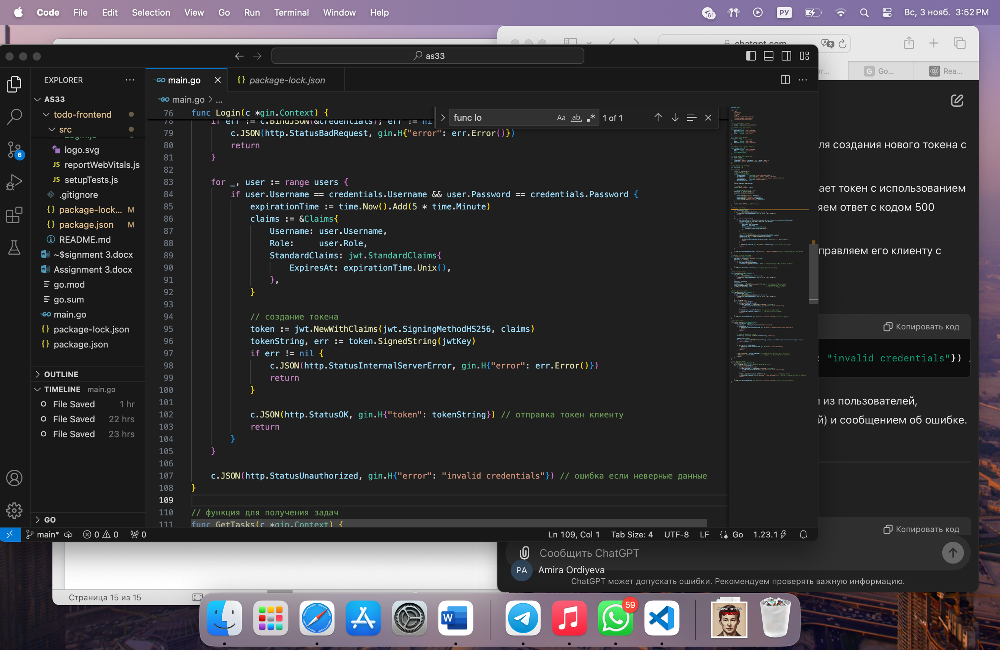 Code File Edit Selection View Go Run Terminal Window Help
61
РУ
Вс, 3 нояб. 3:52 PM
chatgpt.com
as33
G Go...
Rea...
EXPLORER
main.go
package-lock.json
main.go > ...
AS33
todo-frontend
src
Login.js
logo.svg
JS reportWebVitals.js
JS setupTests.js
.gitignore
{} package-lock... M
{} package.json M
README.md
~$signment 3.docx
Assignment 3.docx
go.mod
go.sum
main.go
{} package-lock.json
{} package.json
OUTLINE
TIMELINE main.go
File Saved 1 hr
File Saved 22 hrs
File Saved 23 hrs
GO
6
func lo
Aa ab .* 1 of 1
76 func Login(c *gin.Context) {
78 if err := c.BindJSON(&credentials); err != ni
79 c.JSON(http.StatusBadRequest, gin.H{"error": err.Error()})
80 return
81 }
82
83 for _, user := range users {
84 if user.Username == credentials.Username && user.Password == credentials.Password {
85 expirationTime := time.Now().Add(5 * time.Minute)
86 claims := &Claims{
87 Username: user.Username,
88 Role: user.Role,
89 StandardClaims: jwt.StandardClaims{
90 ExpiresAt: expirationTime.Unix(),
91 },
92 }
93
94 // создание токена
95 token := jwt.NewWithClaims(jwt.SigningMethodHS256, claims)
96 tokenString, err := token.SignedString(jwtKey)
97 if err != nil {
98 c.JSON(http.StatusInternalServerError, gin.H{"error": err.Error()})
99 return
100 }
101
102 c.JSON(http.StatusOK, gin.H{"token": tokenString}) // отправка токен клиенту
103 return
104 }
105 }
106
107 c.JSON(http.StatusUnauthorized, gin.H{"error": "invalid credentials"}) // ошибка если неверные данные
108 }
109
110 // функция для получения задач
111 func GetTasks(c *gin.Context) {
main* 0 0 0
Ln 109, Col 1 Tab Size: 4 UTF-8 LF Go 1.23.1
ля создания нового токена с
ает токен с использованием
яем ответ с кодом 500
правляем его клиенту с
Копировать код
: "invalid credentials"}) /
из пользователей,
й) и сообщением об ошибке.
Копировать код
Сообщить ChatGPT
PA Amira Ordiyeva
ChatGPT может допускать ошибки. Рекомендуем проверять важную информацию.
Страница 15 из 15
W
59
КАЙРАТ НУРТАС
"АРМАН"